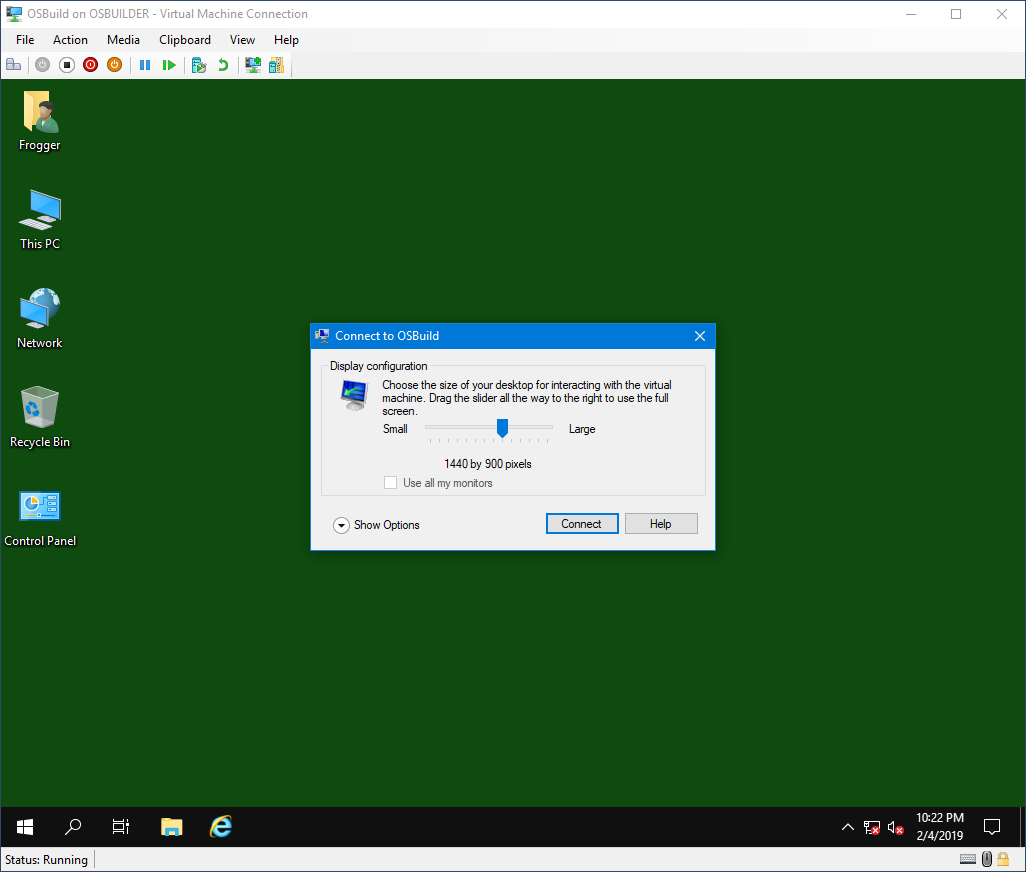 OSBuild on OSBUILDER - Virtual Machine Connection
File Action Media Clipboard View Help
Frogger
This PC
Network
Recycle Bin
Control Panel
Connect to OSBuild
Display configuration
Choose the size of your desktop for interacting with the virtual
machine. Drag the slider all the way to the right to use the full
screen.
Small Large
1440 by 900 pixels
Use all my monitors
Show Options Connect Help
10:22 PM
2/4/2019
Status: Running